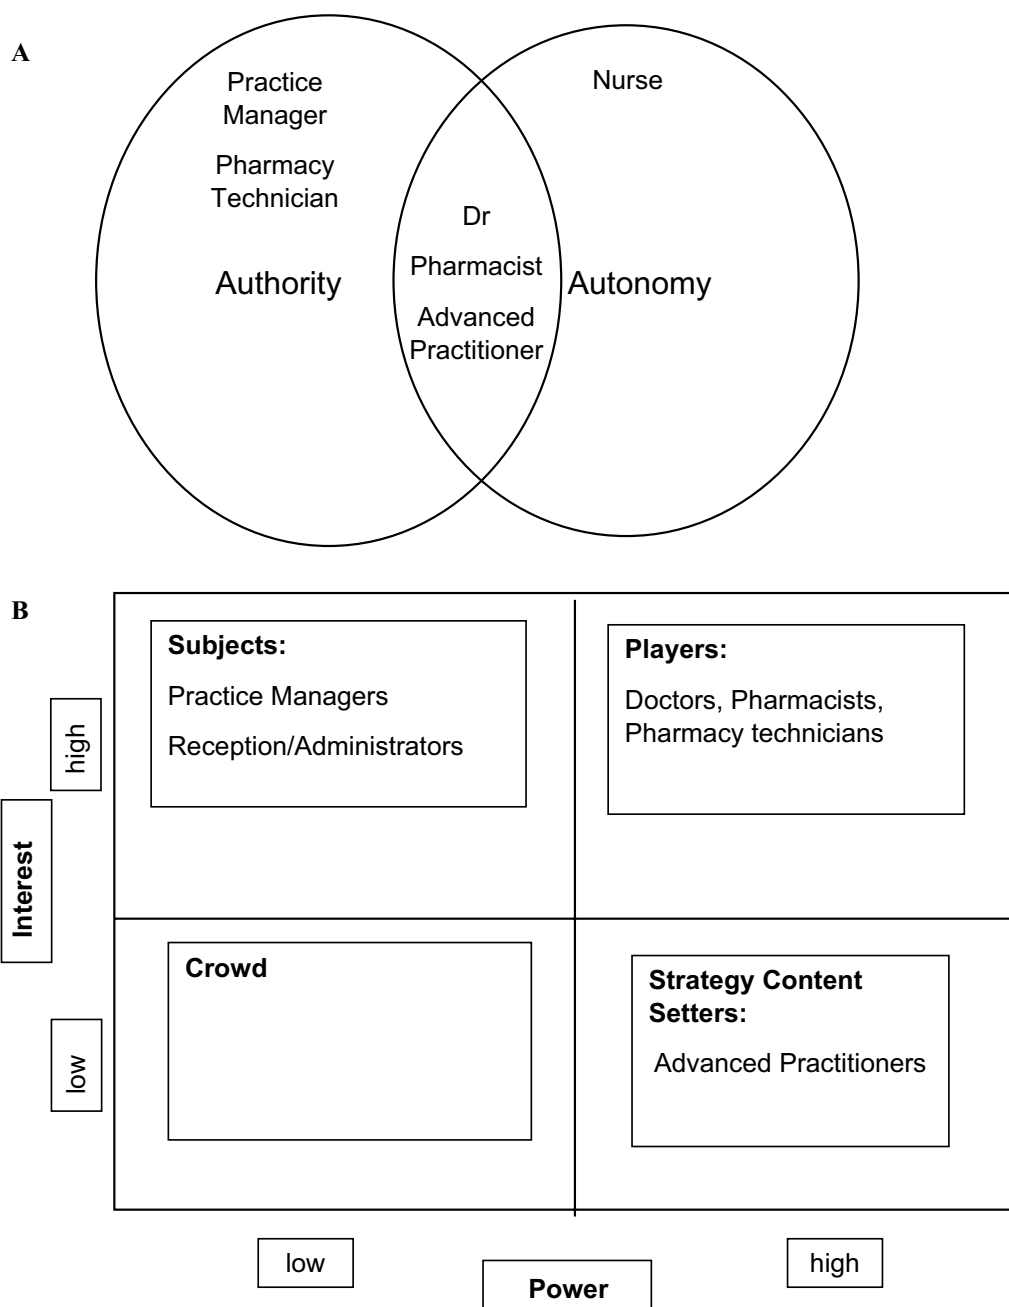 A
Practice
Manager
Pharmacy
Technician
Authority
Dr
Pharmacist
Advanced
Practitioner
Nurse
Autonomy
B
Subjects:
Practice Managers
Reception/Administrators
Players:
Doctors, Pharmacists,
Pharmacy technicians
high
Interest
low
Crowd
Strategy Content
Setters:
Advanced Practitioners
low
Power
high